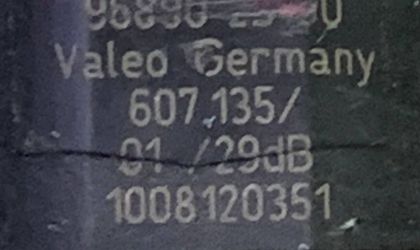 Valeo Germany
607.135/
01 /29dB
1008120351